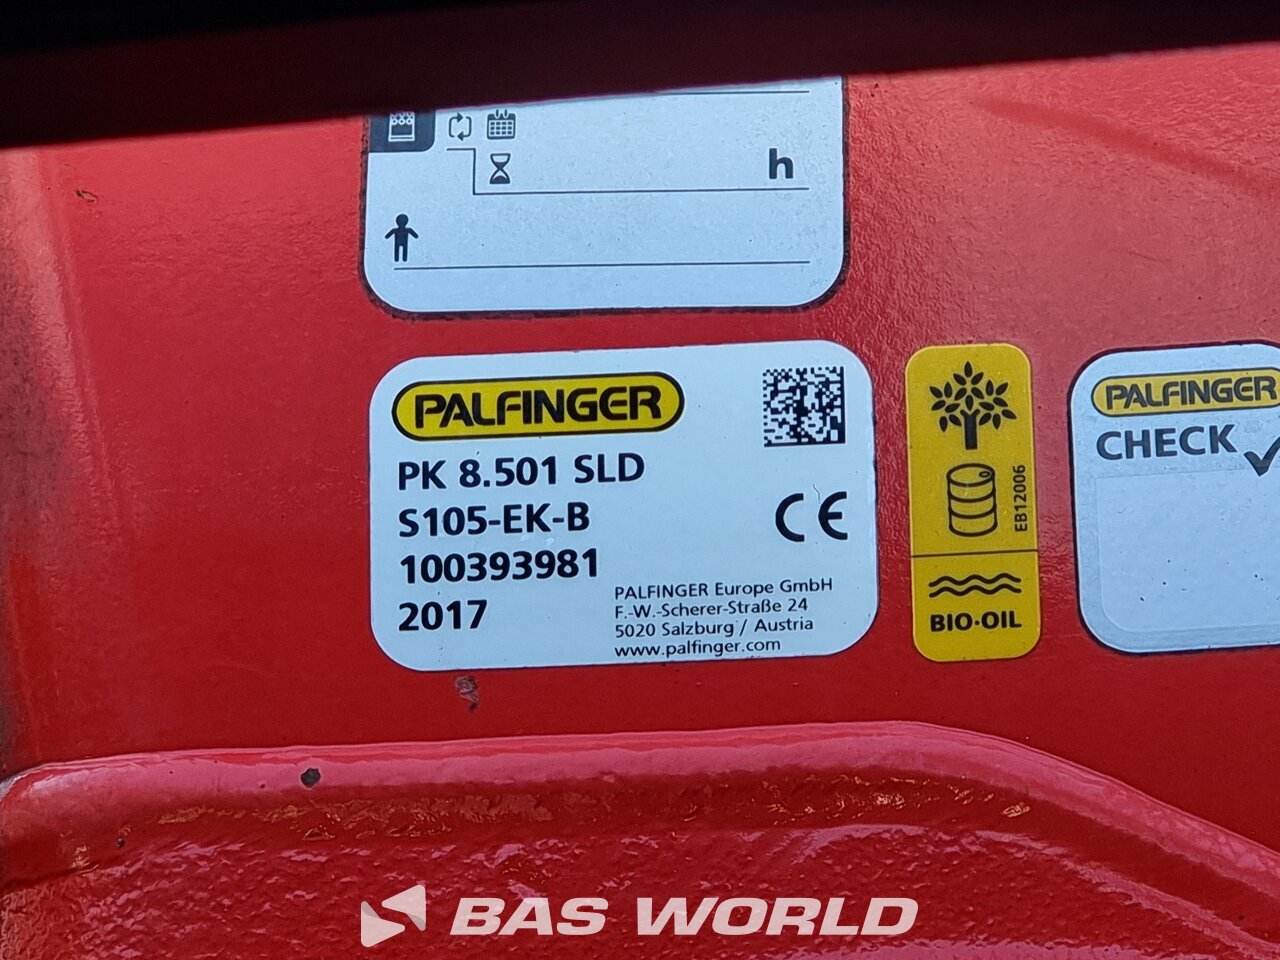 h
PALFINGER
PK 8.501 SLD
S105-EK-B
100393981
2017
CE
PALFINGER Europe GmbH
F.-W.-Scherer-Straße 24
5020 Salzburg / Austria
www.palfinger.com
EB12006
BIO·OIL
PALFINGER
CHECK
BAS WORLD